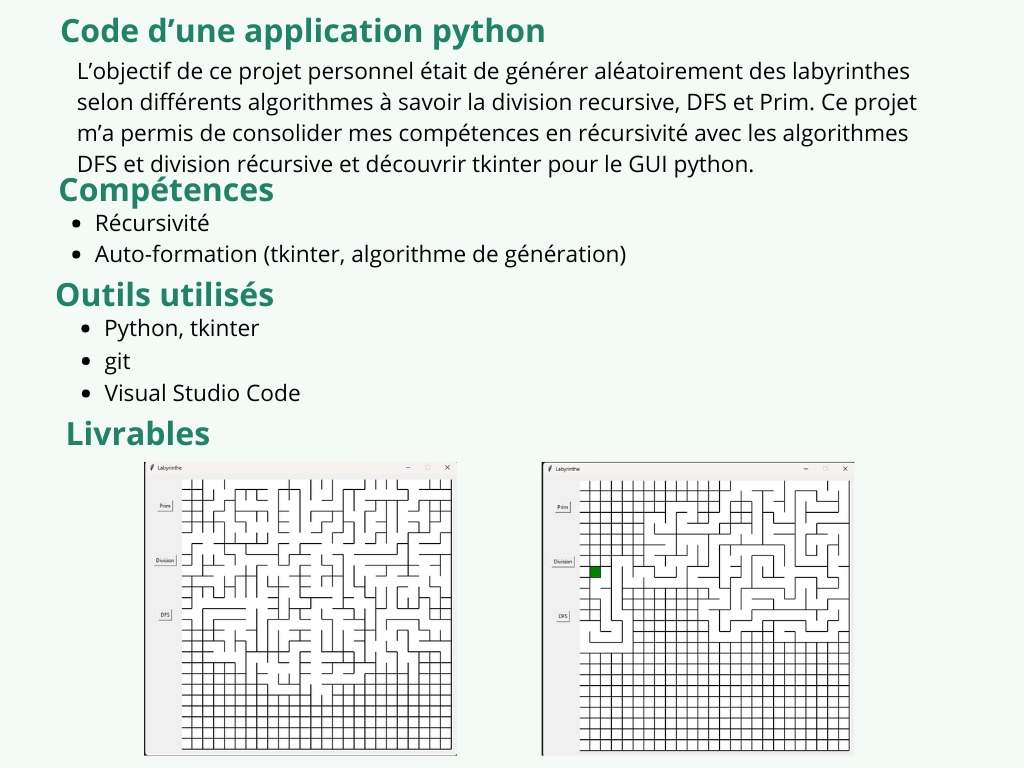 Code d’une application python
L’objectif de ce projet personnel était de générer aléatoirement des labyrinthes
selon différents algorithmes à savoir la division recursive, DFS et Prim. Ce projet
m’a permis de consolider mes compétences en récursivité avec les algorithmes
DFS et division récursive et découvrir tkinter pour le GUI python.
Compétences
• Récursivité
• Auto-formation (tkinter, algorithme de génération)
Outils utilisés
• Python, tkinter
• git
• Visual Studio Code
Livrables
Labyrinthe
Prim
Division
DFS
Labyrinthe
Prim
Division
DFS